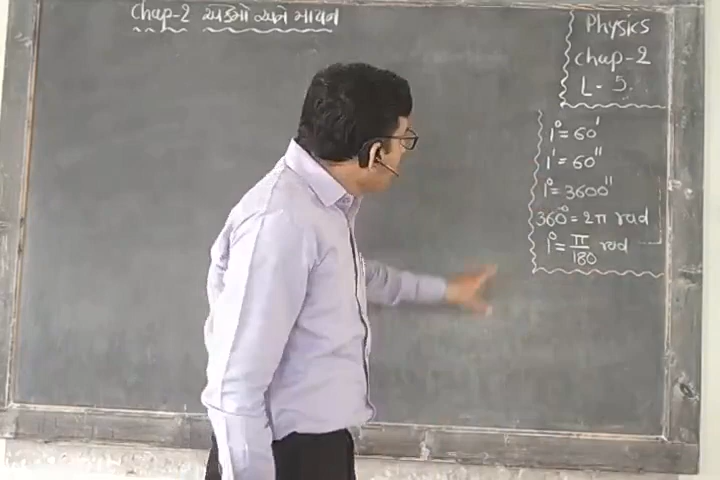 Chap-2 એકમો અને માપન
Physics
Chap-2
L-5.
1° = 60'
1' = 60''
1° = 3600''
360° = 2π rad
1° = π/180 rad